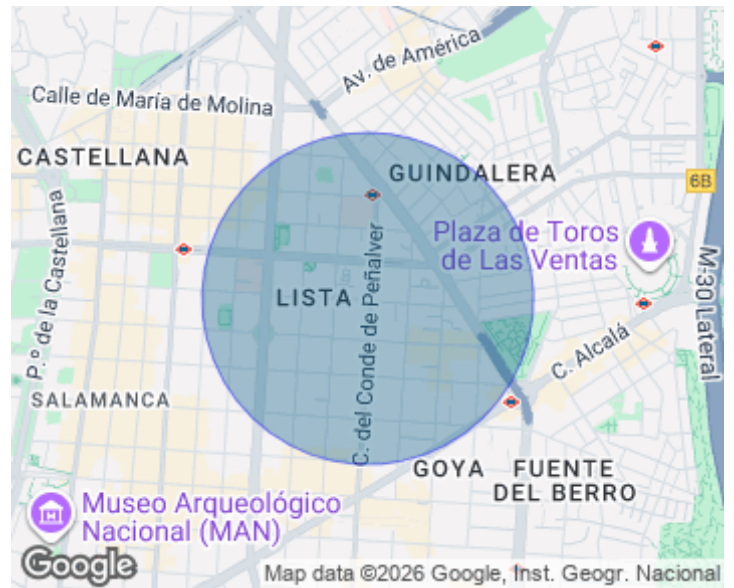 Av. de América
Calle de María de Molina
CASTELLANA
GUINDALERA
6B
P.º de la Castellana
Plaza de Toros
de Las Ventas
M-30 Lateral
LISTA
C. del Conde de Peñalver
C. Alcalá
SALAMANCA
GOYA
FUENTE
DEL BERRO
Museo Arqueológico
Nacional (MAN)
Google
Map data ©2026 Google, Inst. Geogr. Nacional